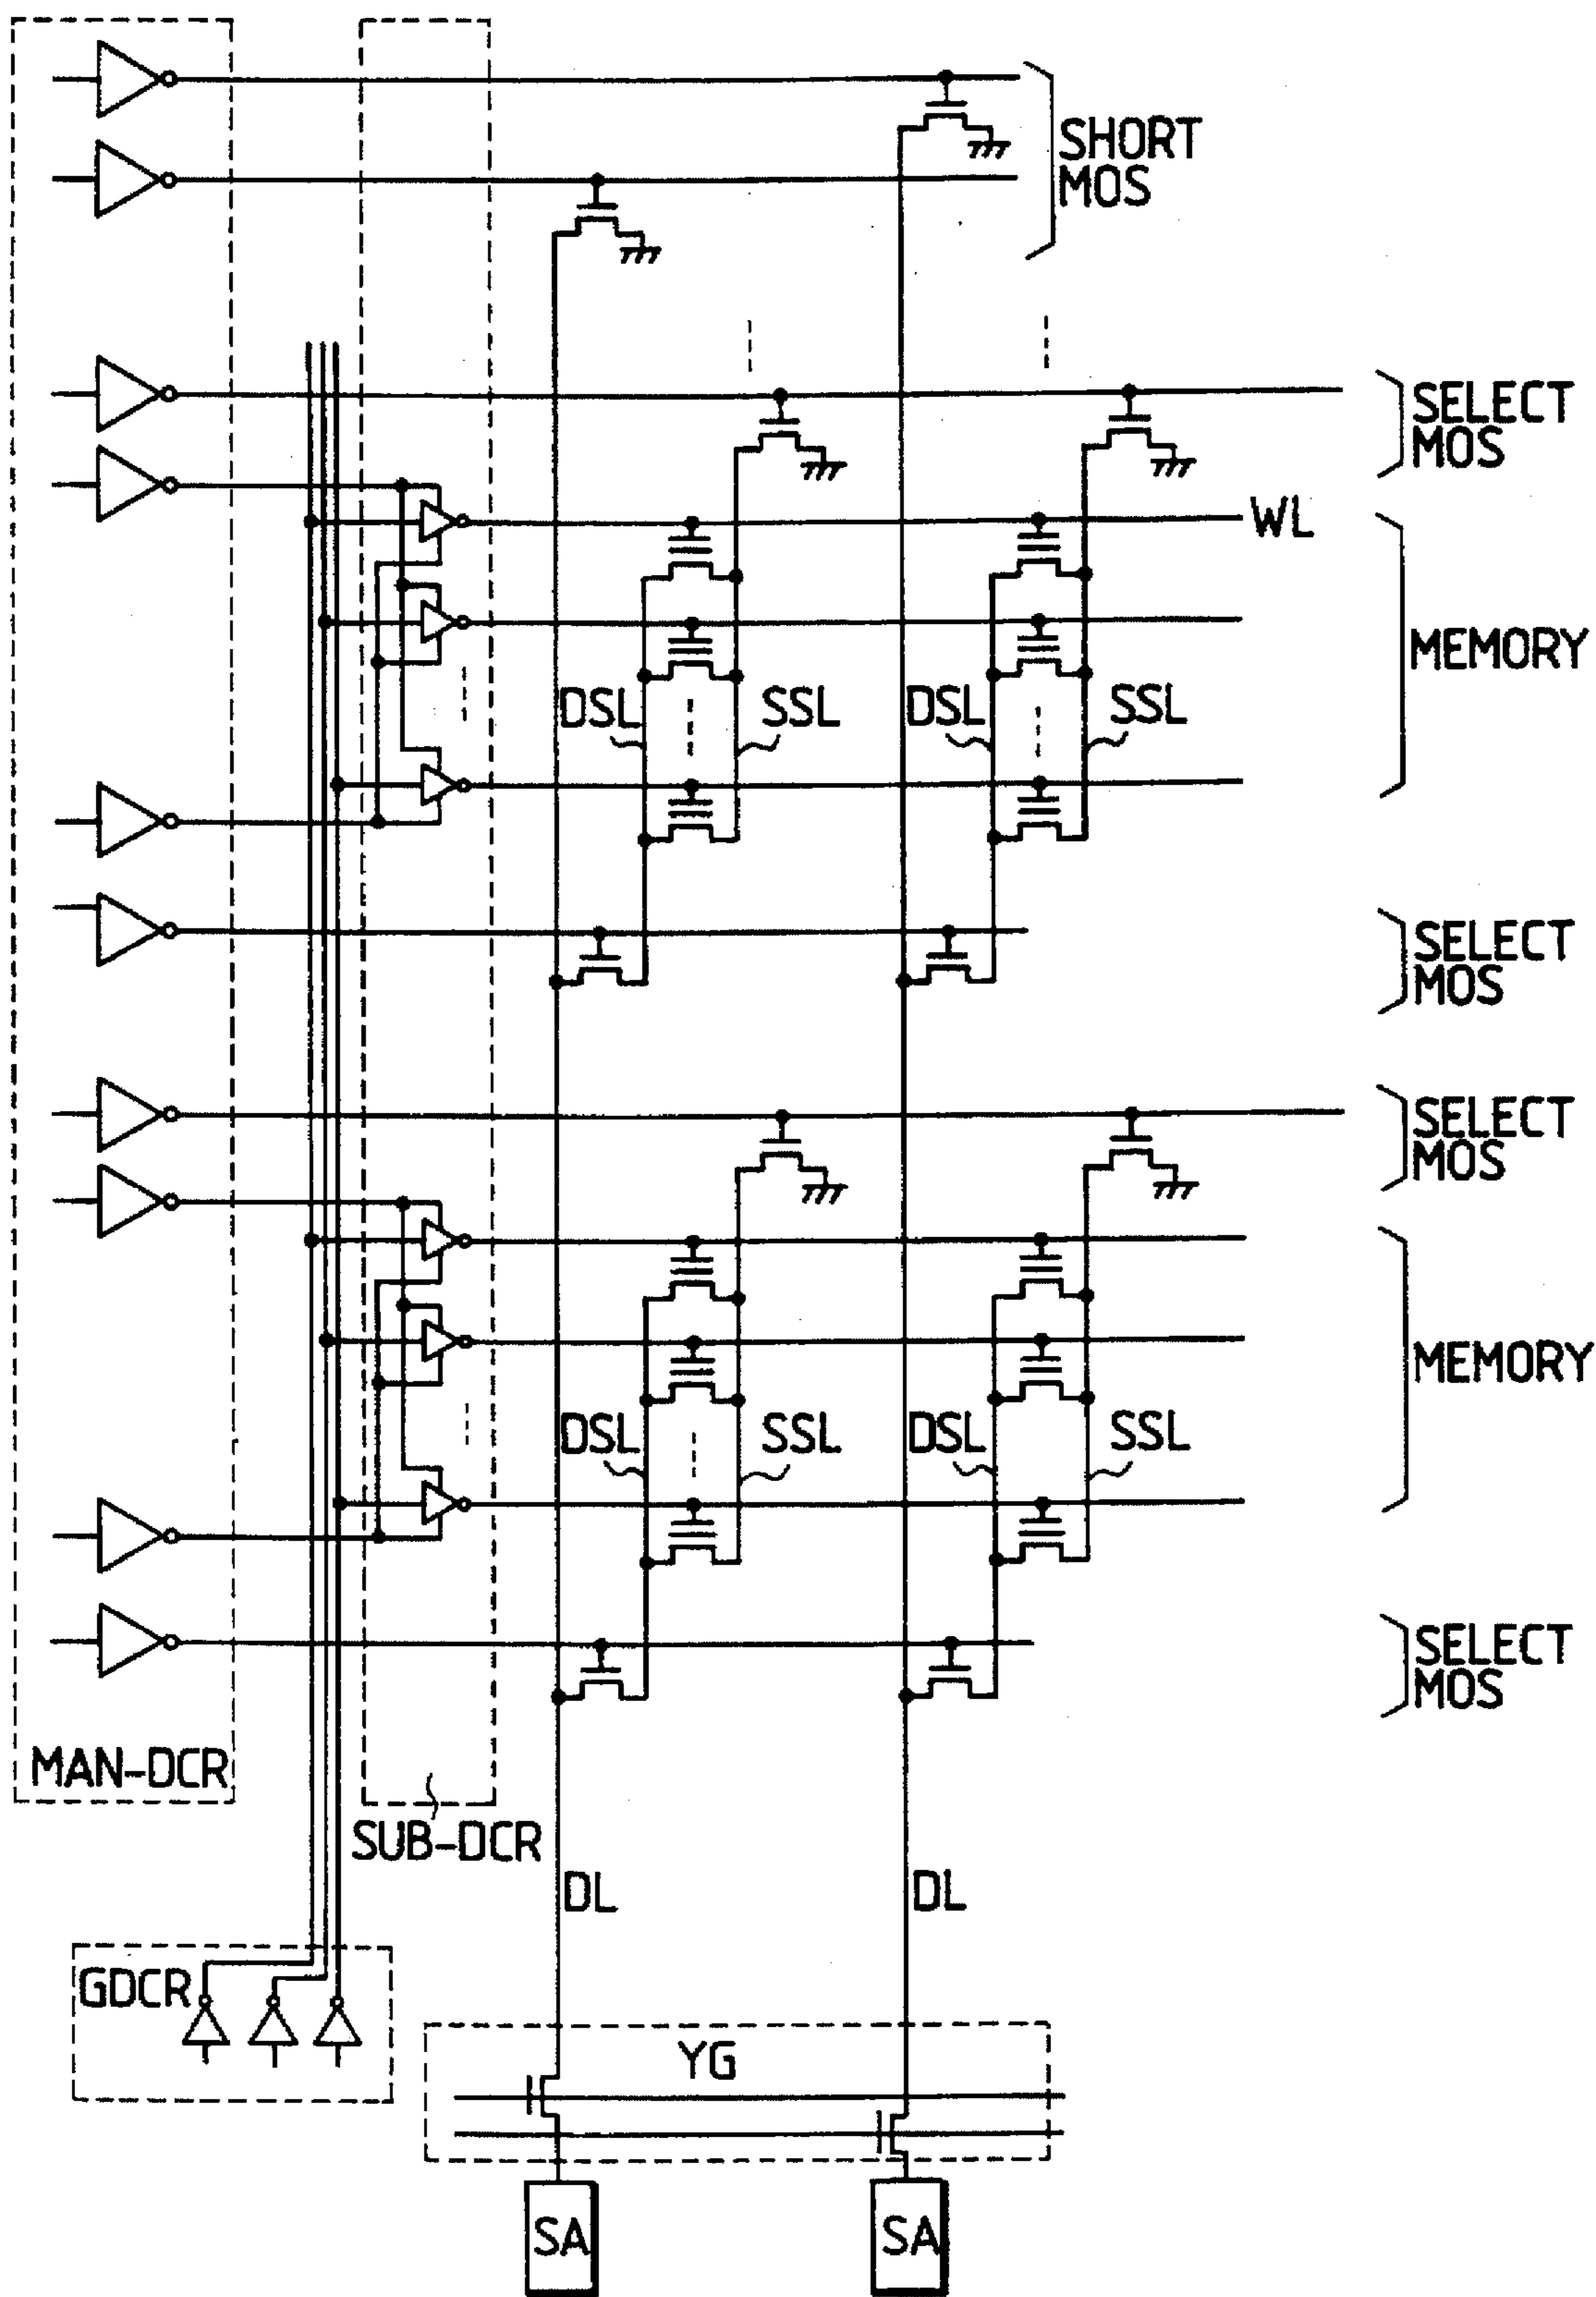 SHORT
MOS
SELECT
MOS
WL
MEMORY
DSL SSL DSL SSL
SELECT
MOS
SELECT
MOS
MEMORY
DSL SSL DSL SSL
SELECT
MOS
MAN-DCR
SUB-DCR
DL DL
GDCR
YG
SA SA